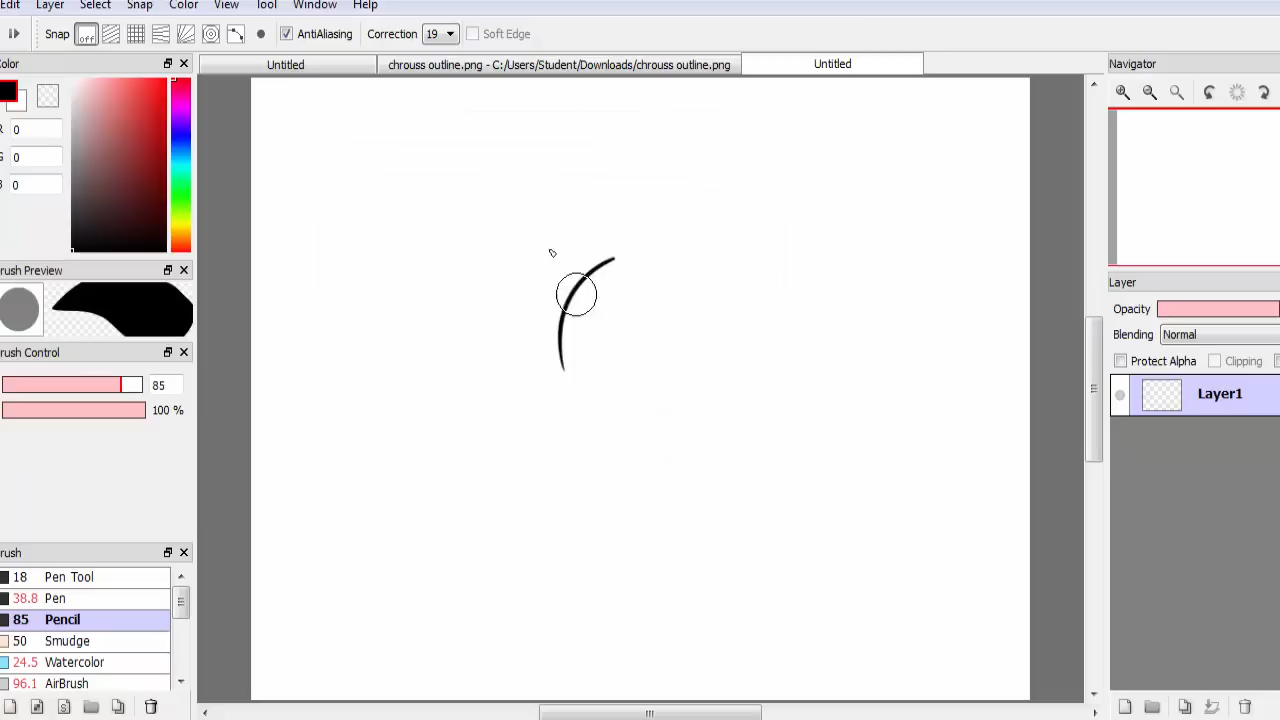 Edit Layer Select Snap Color View Tool Window Help
Snap off AntiAliasing Correction 19 Soft Edge
Color
Untitled chrouss outline.png - C:/Users/Student/Downloads/chrouss outline.png Untitled
Navigator
R 0
G 0
B 0
rush Preview
Layer
Opacity
Blending Normal
rush Control
Protect Alpha Clipping
85
Layer1
100 %
rush
18 Pen Tool
38.8 Pen
85 Pencil
50 Smudge
24.5 Watercolor
96.1 AirBrush